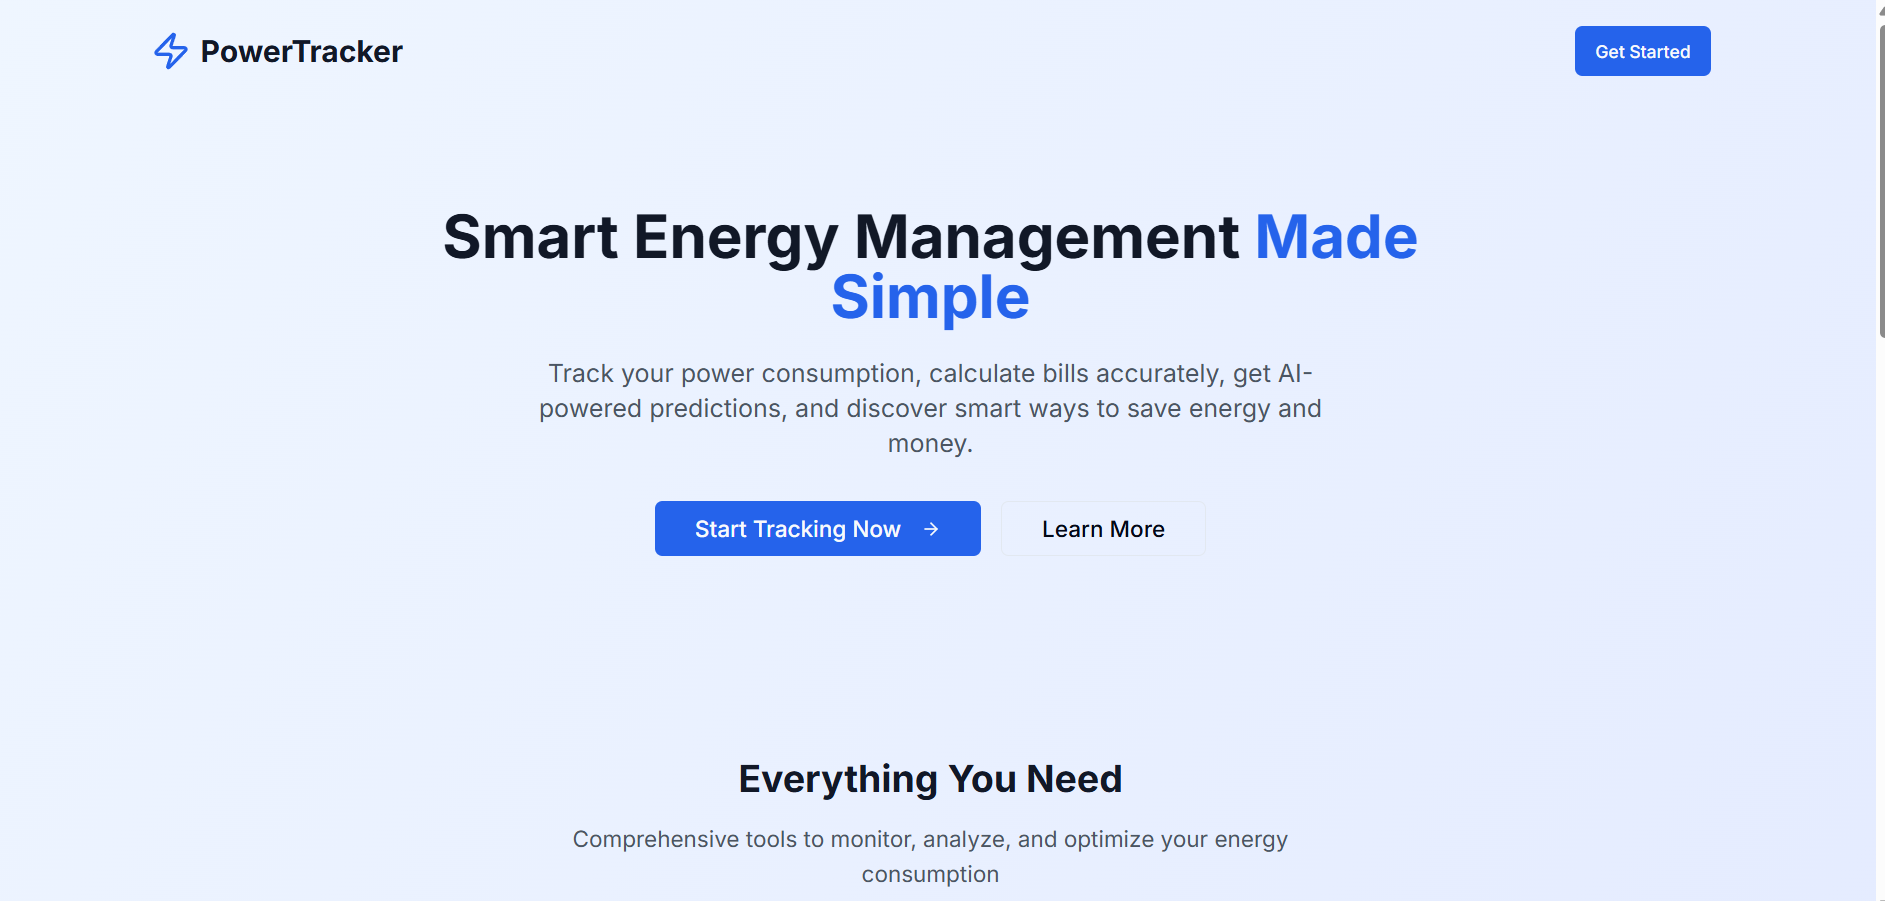 PowerTracker
Get Started
Smart Energy Management Made
Simple
Track your power consumption, calculate bills accurately, get AI-
powered predictions, and discover smart ways to save energy and
money.
Start Tracking Now
Learn More
Everything You Need
Comprehensive tools to monitor, analyze, and optimize your energy
consumption